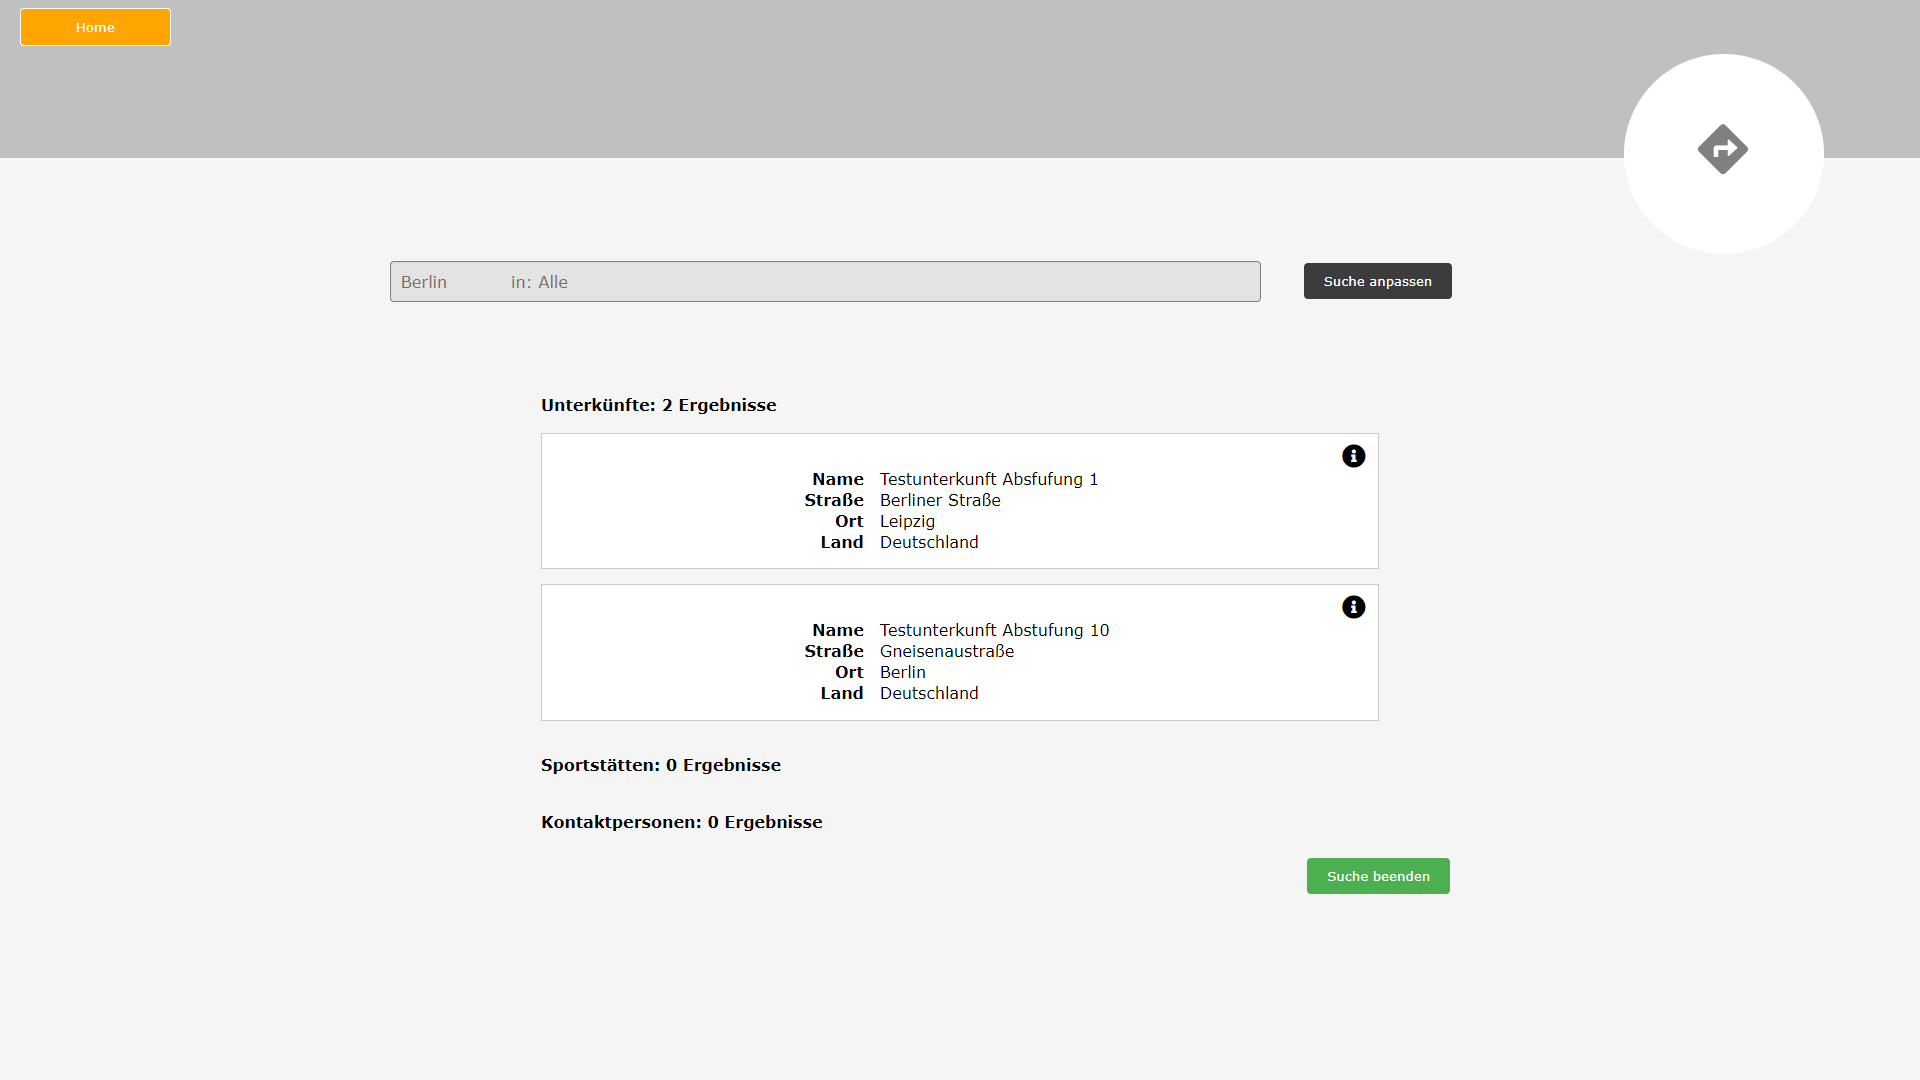 Home
Berlin in: Alle
Suche anpassen
Unterkünfte: 2 Ergebnisse
Name Testunterkunft Absfufung 1
Straße Berliner Straße
Ort Leipzig
Land Deutschland
Name Testunterkunft Abstufung 10
Straße Gneisenaustraße
Ort Berlin
Land Deutschland
Sportstätten: 0 Ergebnisse
Kontaktpersonen: 0 Ergebnisse
Suche beenden